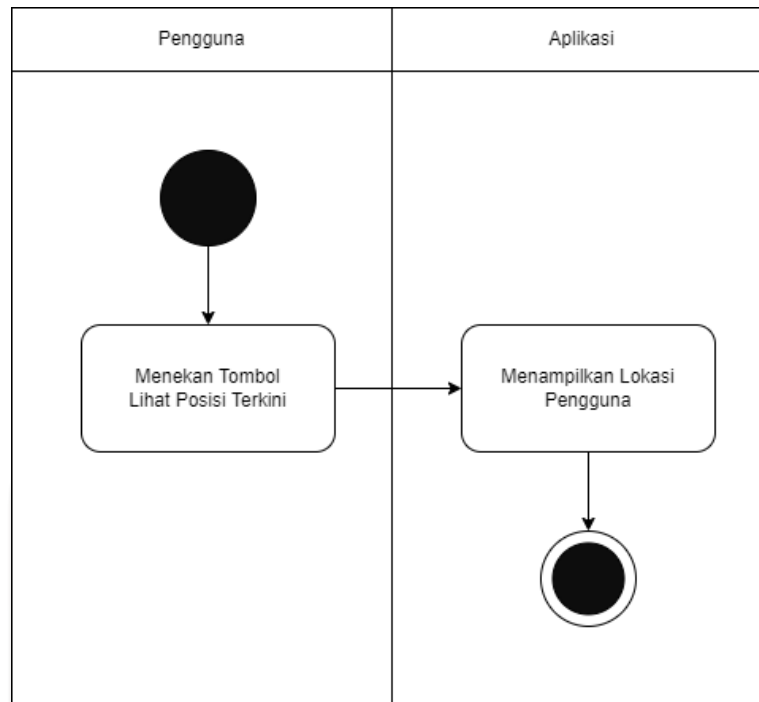 Pengguna
Aplikasi
Menekan Tombol
Lihat Posisi Terkini
Menampilkan Lokasi
Pengguna